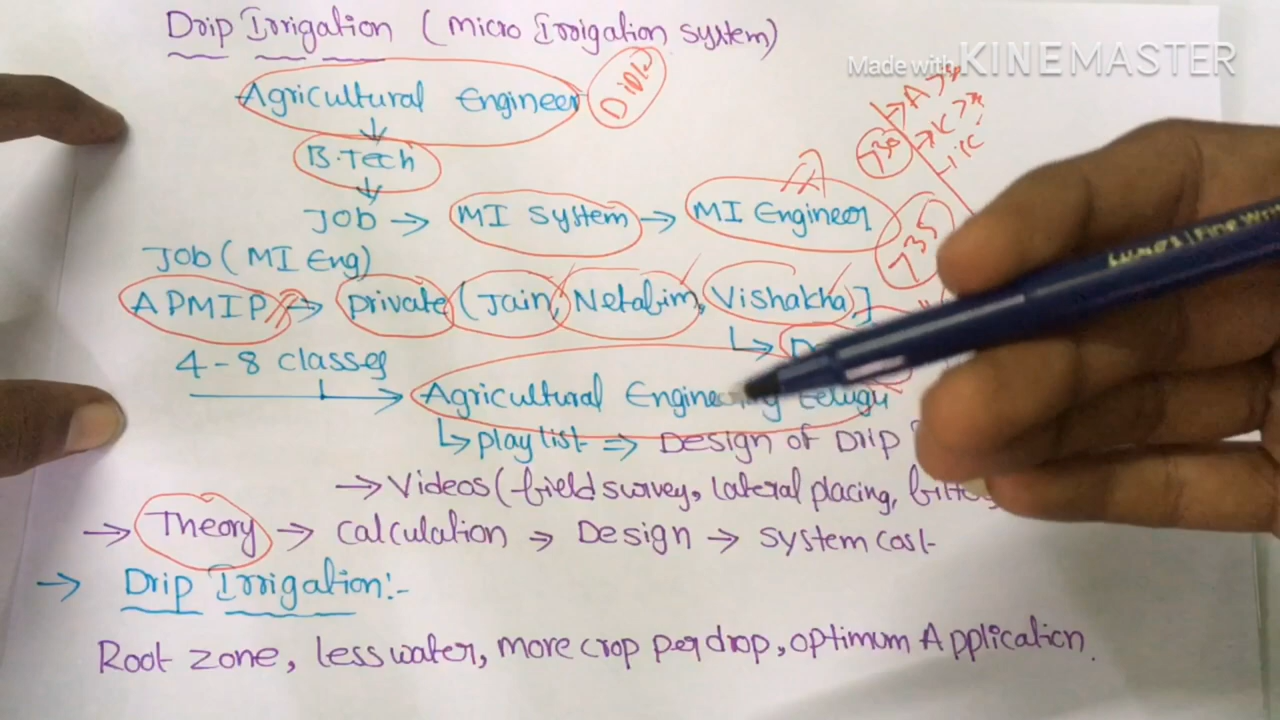 Drip Irrigation (micro Irrigation system)
Made with KINEMASTER
Agricultural Engineer
B.Tech
JOB → MI System → MI Engineer
735
JOB (MI Eng)
APMIP → private (Jain, Netafim, Vishakha,]
4-8 classes
Agricultural Engineering telugu
↳ playlist ⇒ Design of Drip
→ Videos (field survey, lateral placing,
→ Theory → calculation → Design → system cost
→ Drip Irrigation:-
Root zone, less water, more crop per drop, optimum Application.